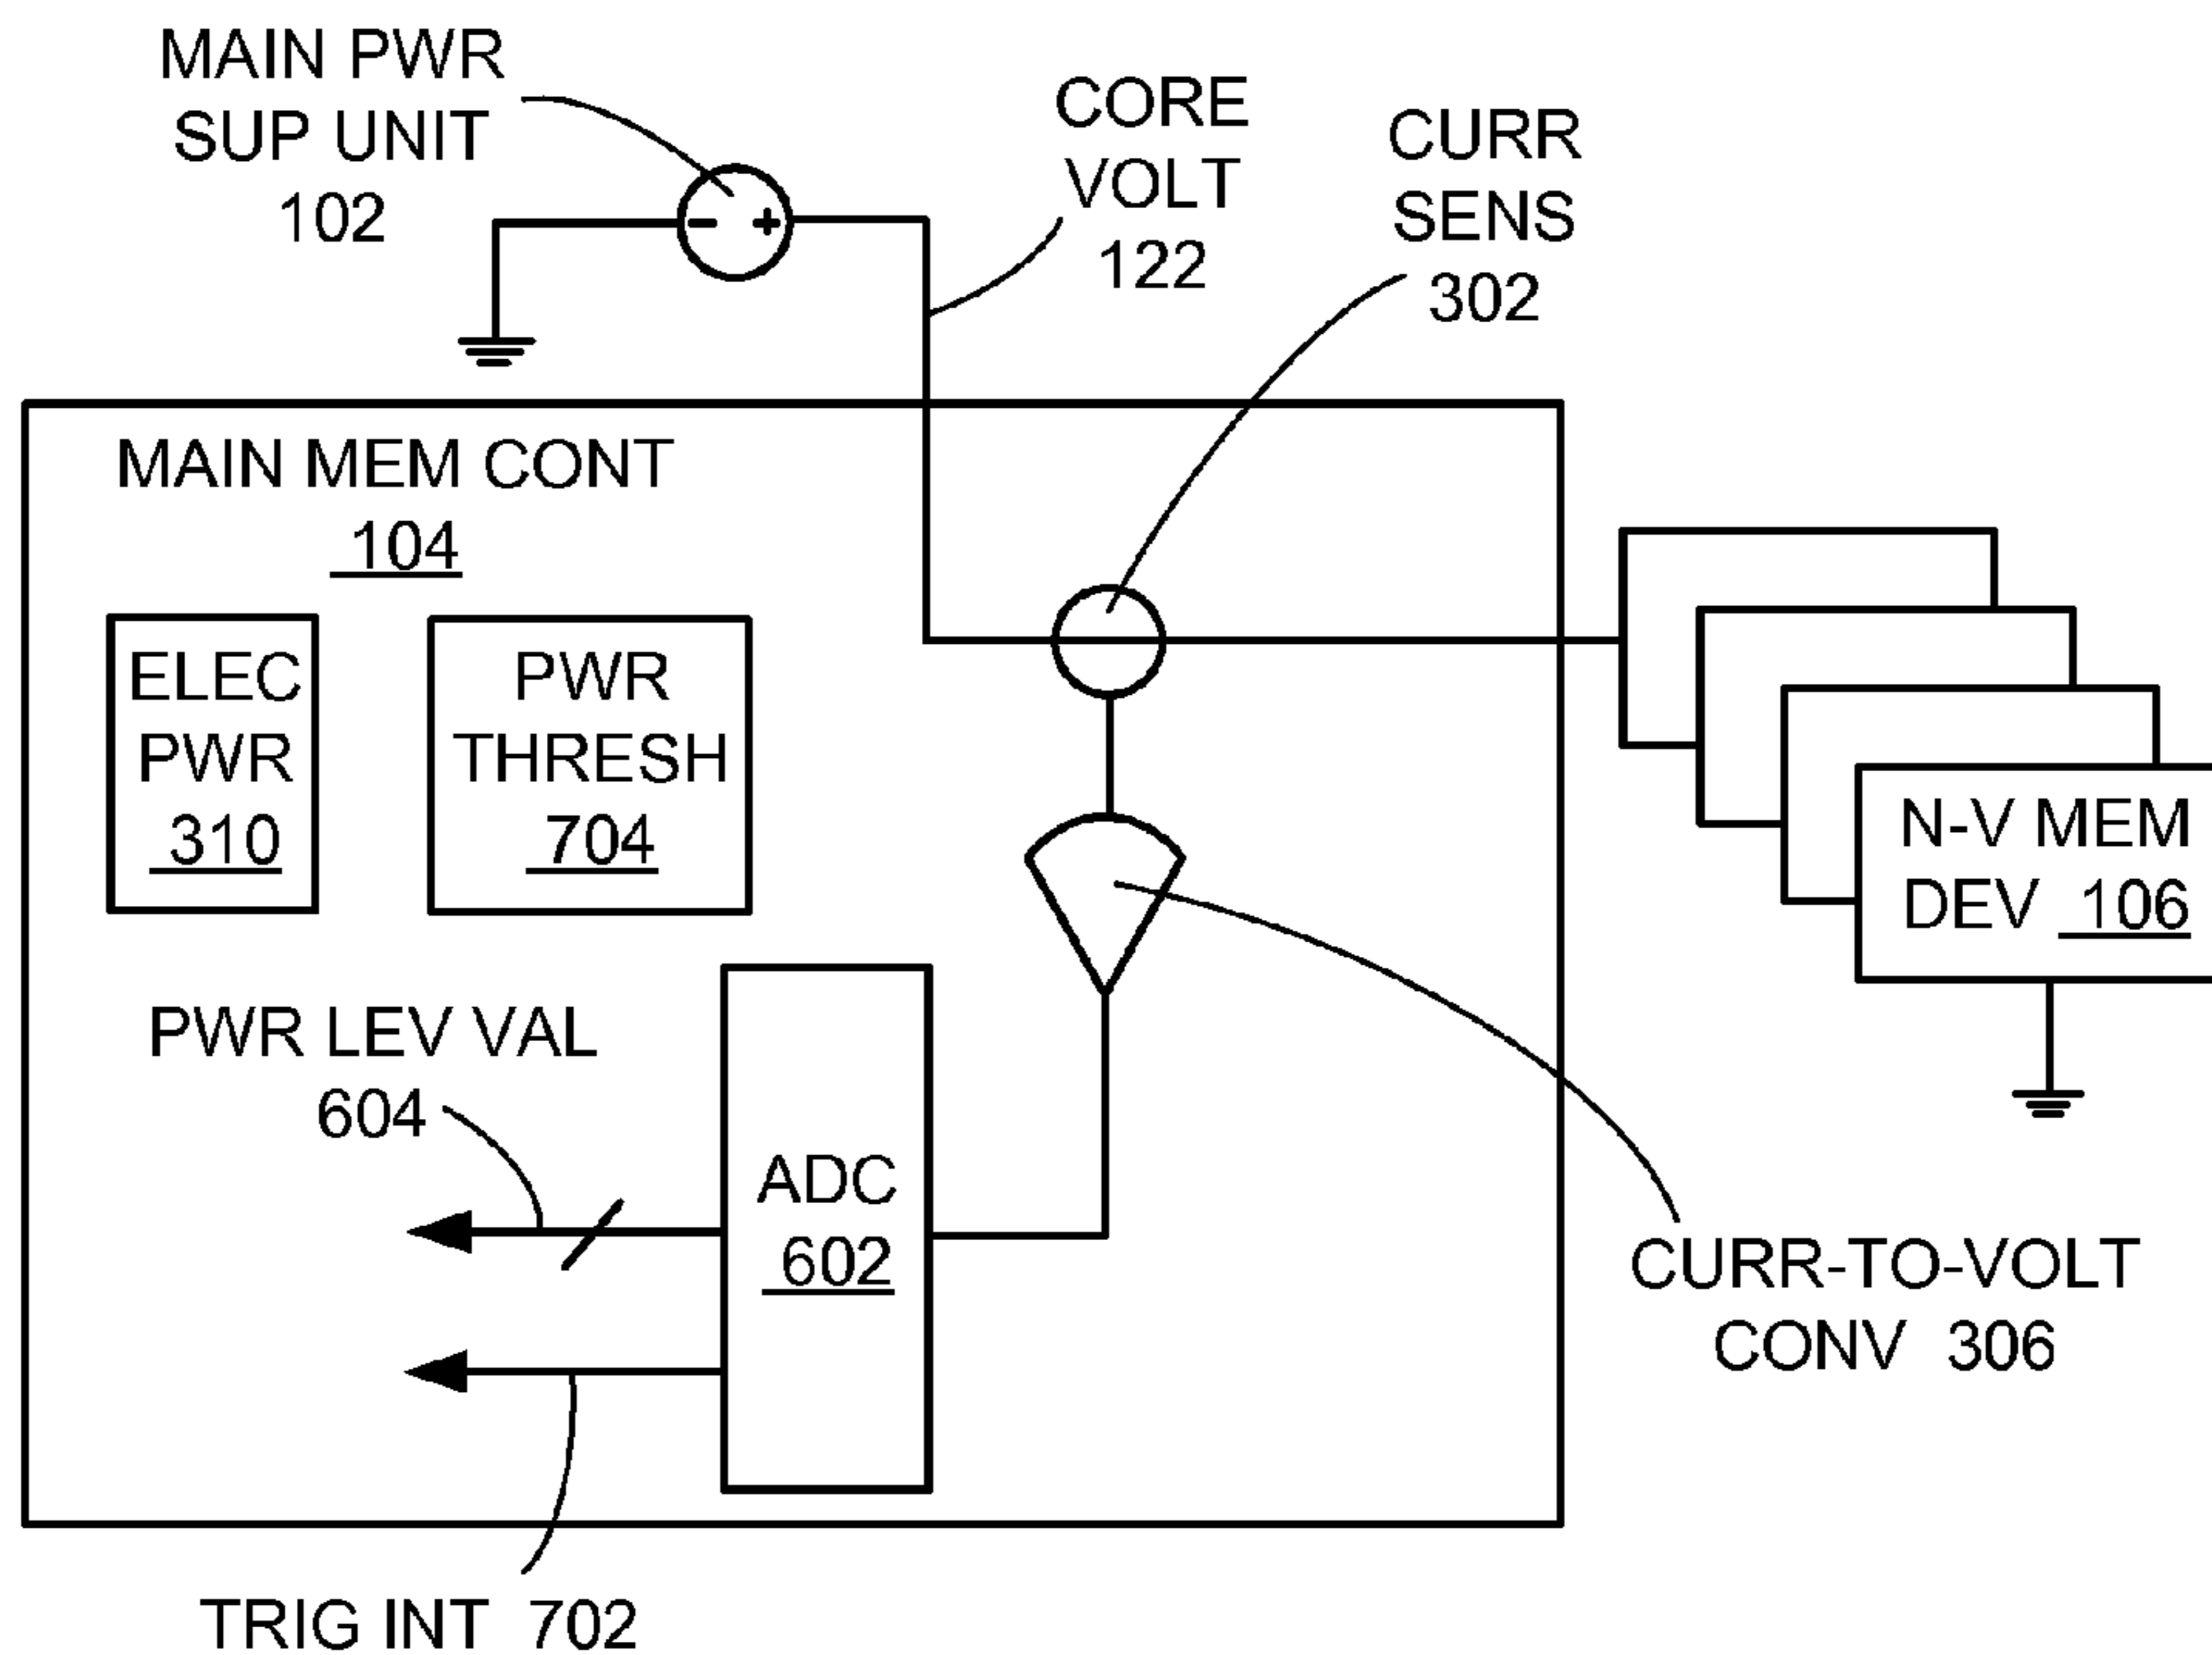 MAIN PWR
SUP UNIT
102
CORE
VOLT
122
CURR
SENS
302
- +
MAIN MEM CONT
104
ELEC
PWR
310
PWR
THRESH
704
N-V MEM
DEV 106
PWR LEV VAL
604
ADC
602
CURR-TO-VOLT
CONV 306
TRIG INT 702